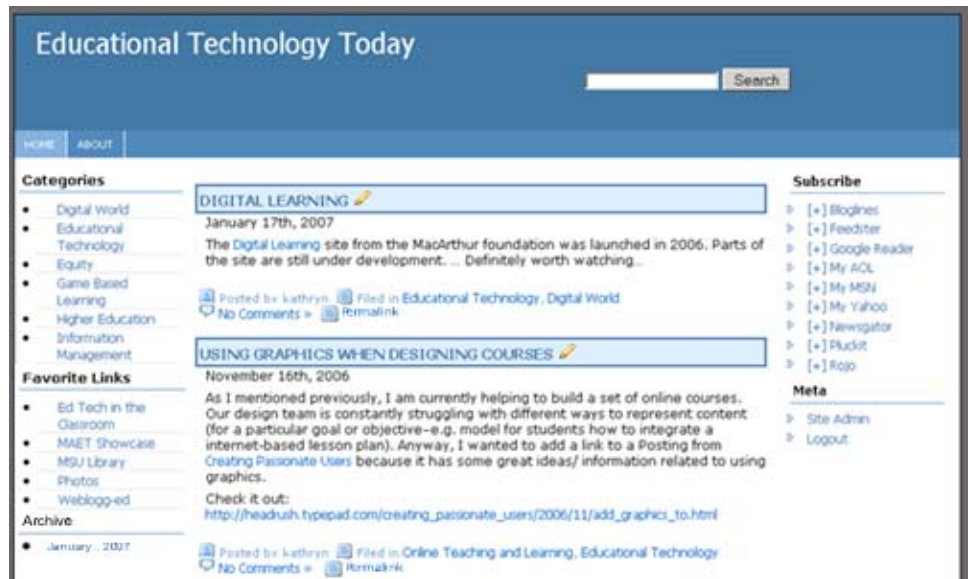 Educational Technology Today
Search
HOME
ABOUT
Categories
Digital World
Educational
Technology
Equity
Game Based
Learning
Higher Education
Information
Management
Favorite Links
Ed Tech in the
Classroom
MAET Showcase
MSU Library
Photos
Weblogg-ed
Archive
January , 2007
DIGITAL LEARNING
January 17th, 2007
The Digital Learning site from the MacArthur foundation was launched in 2006. Parts of
the site are still under development. ... Definitely worth watching...
Posted by kathryn Filed in Educational Technology, Digital World
No Comments » Permalink
USING GRAPHICS WHEN DESIGNING COURSES
November 16th, 2006
As I mentioned previously, I am currently helping to build a set of online courses.
Our design team is constantly struggling with different ways to represent content
(for a particular goal or objective–e.g. model for students how to integrate a
internet-based lesson plan). Anyway, I wanted to add a link to a Posting from
Creating Passionate Users because it has some great ideas/ information related to using
graphics.
Check it out:
http://headrush.typepad.com/creating_passionate_users/2006/11/add_graphics_to.html
Posted by kathryn Filed in Online Teaching and Learning, Educational Technology
No Comments » Permalink
Subscribe
[+] Bloglines
[+] Feedster
[+] Google Reader
[+] My AOL
[+] My MSN
[+] My Yahoo
[+] Newsgator
[+] Pluckit
[+] Rojo
Meta
Site Admin
Logout